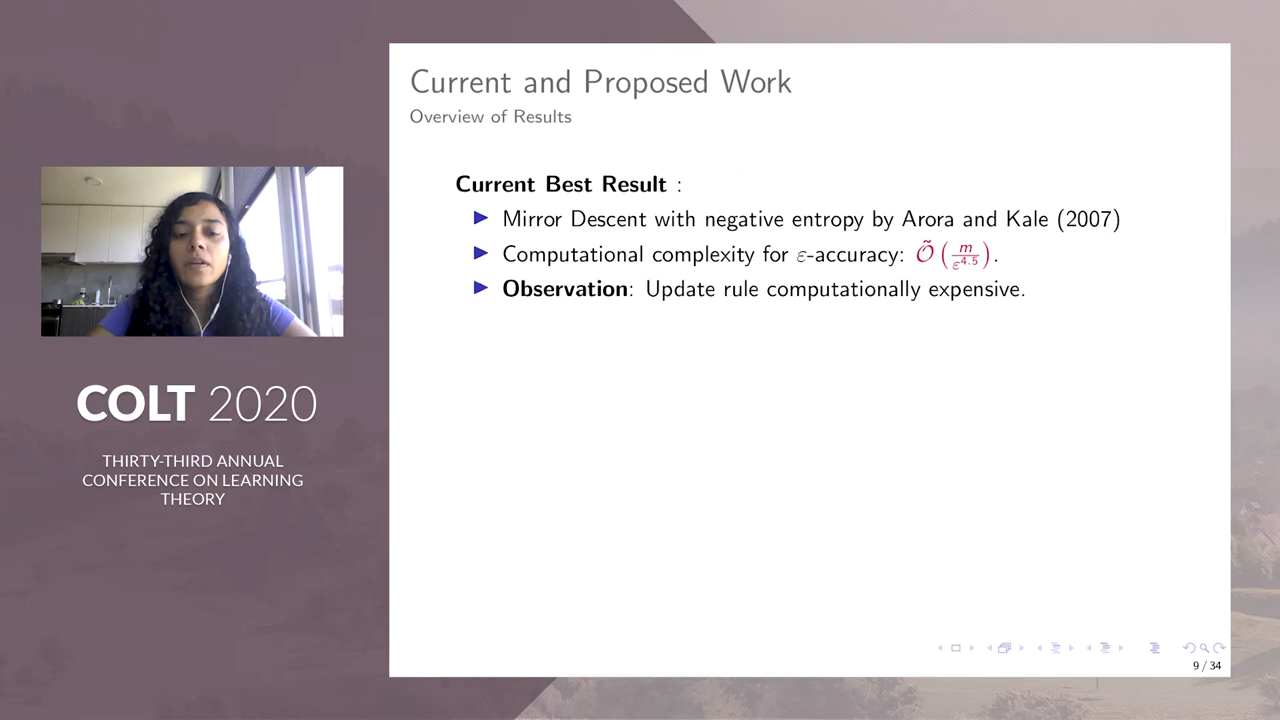 Current and Proposed Work
Overview of Results
Current Best Result :
▶ Mirror Descent with negative entropy by Arora and Kale (2007)
▶ Computational complexity for ε-accuracy: Õ(m/ε^4.5).
▶ Observation: Update rule computationally expensive.
COLT 2020
THIRTY-THIRD ANNUAL
CONFERENCE ON LEARNING
THEORY
9 / 34